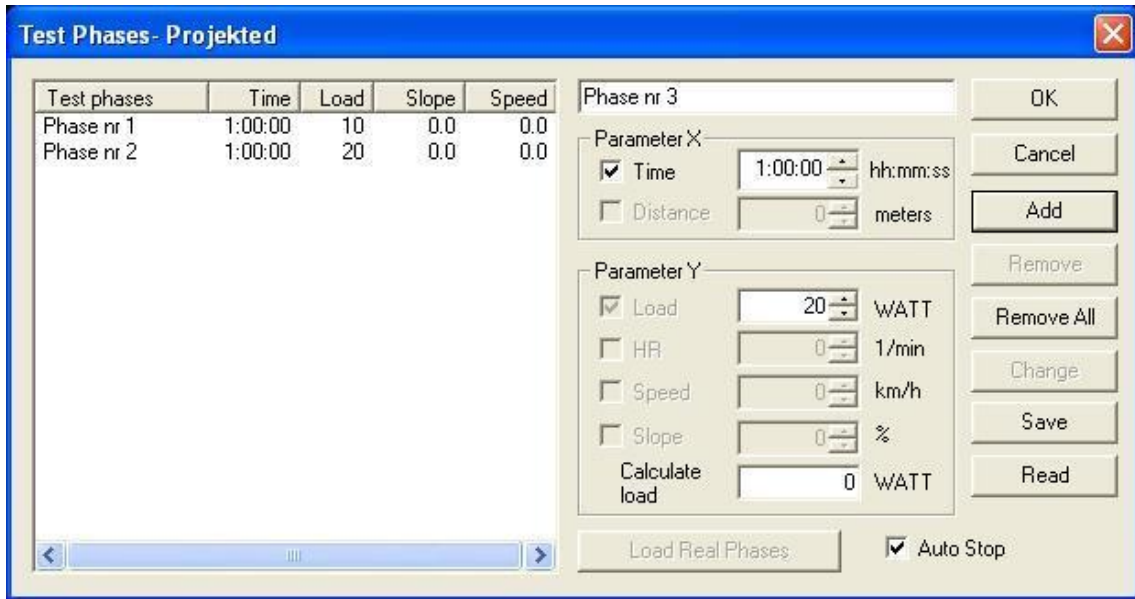 Test Phases- Projekted
Test phases Time Load Slope Speed
Phase nr 1 1:00:00 10 0.0 0.0
Phase nr 2 1:00:00 20 0.0 0.0
Phase nr 3
Parameter X
Time 1:00:00 hh:mm:ss
Distance 0 meters
Parameter Y
Load 20 WATT
HR 0 1/min
Speed 0 km/h
Slope 0 %
Calculate
load 0 WATT
Load Real Phases
Auto Stop
OK
Cancel
Add
Remove
Remove All
Change
Save
Read